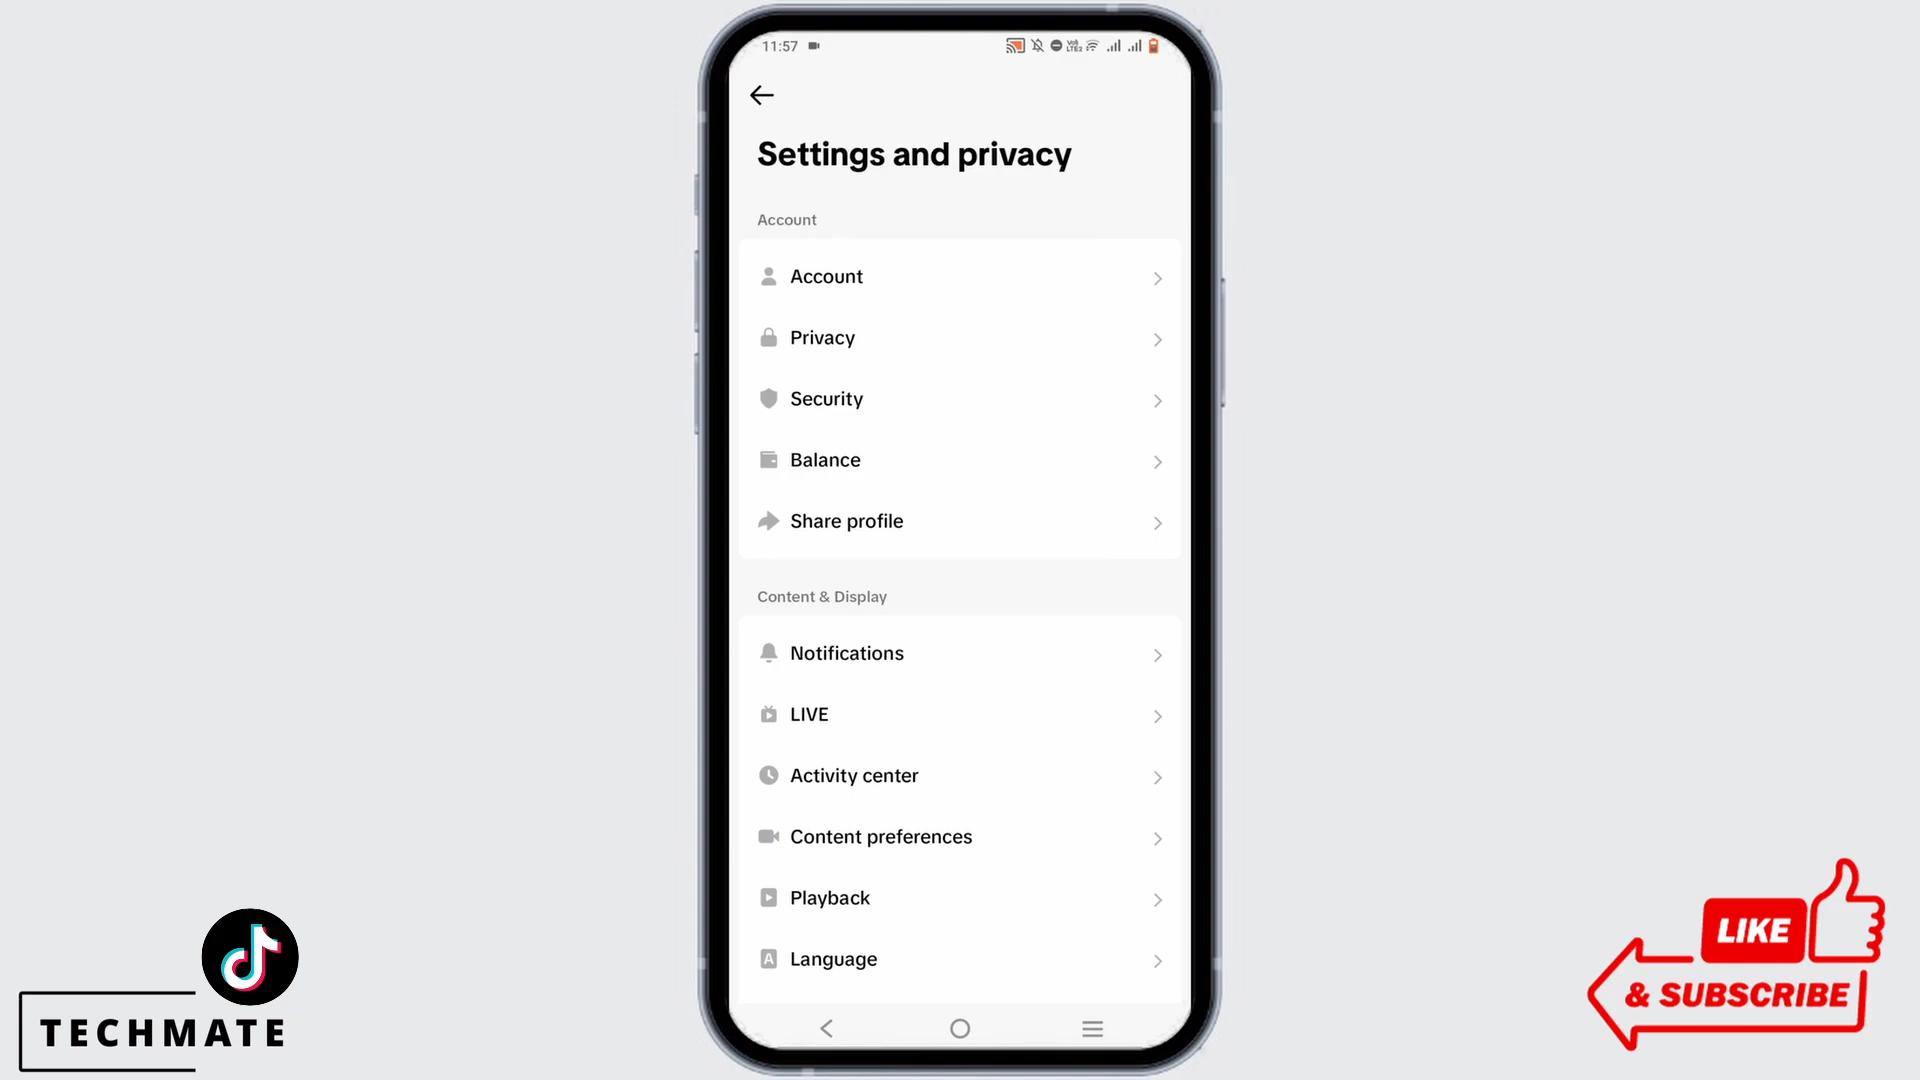 11:57
Settings and privacy
Account
Account
Privacy
Security
Balance
Share profile
Content & Display
Notifications
LIVE
Activity center
Content preferences
Playback
Language
TECHMATE
LIKE
& SUBSCRIBE